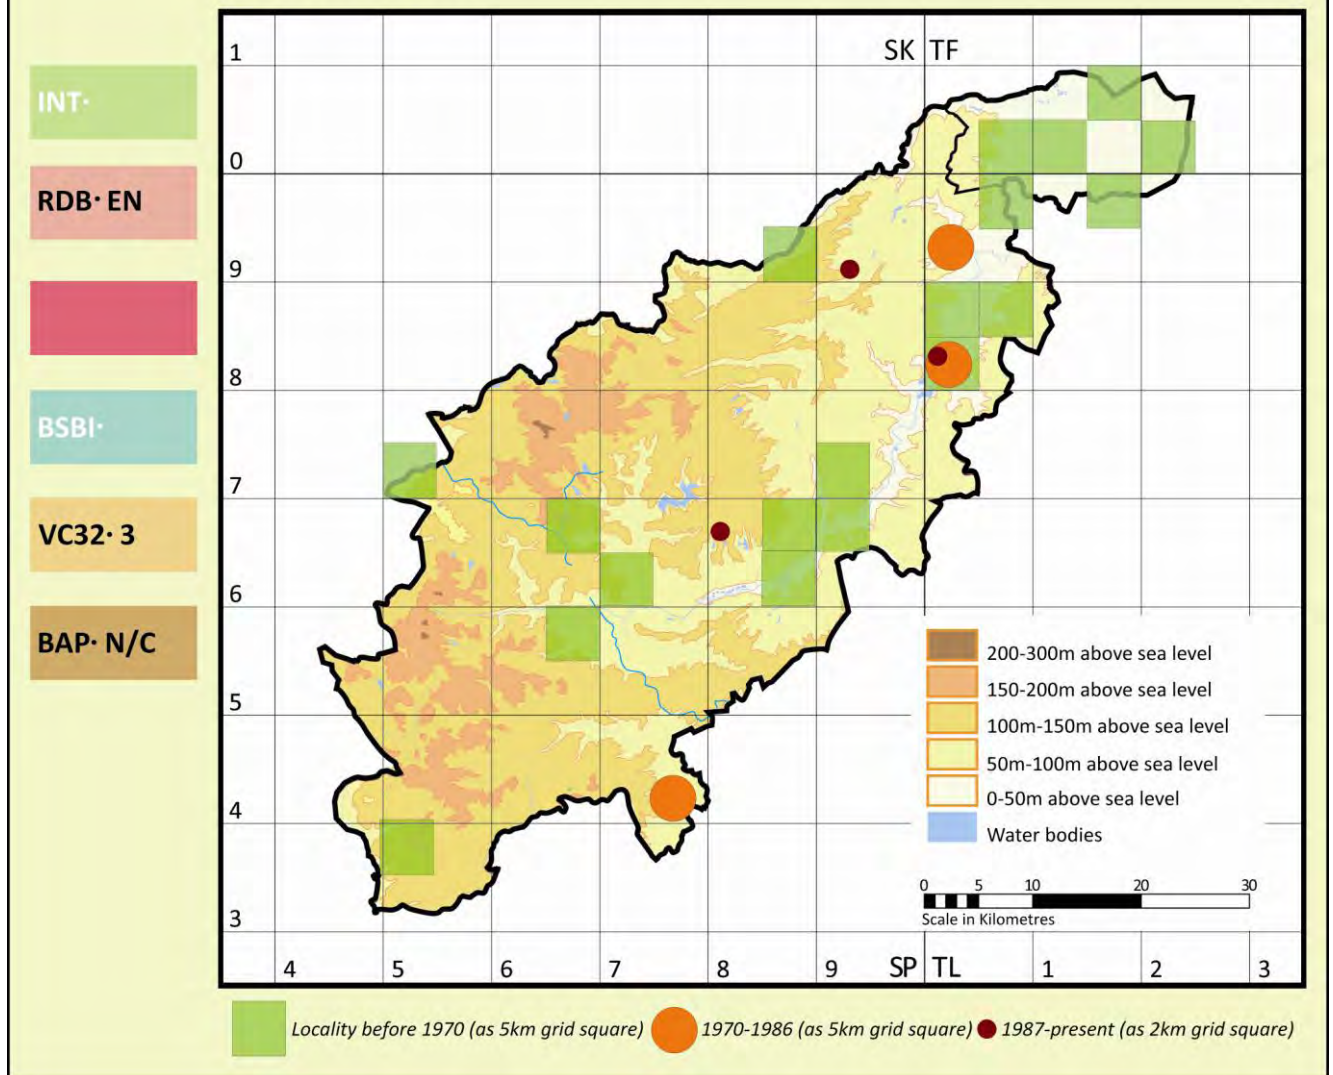 INT·
RDB· EN
BSBI·
VC32· 3
BAP· N/C
SK TF
1
0
9
8
7
6
5
4
3
4 5 6 7 8 9 SP TL 1 2 3
200-300m above sea level
150-200m above sea level
100m-150m above sea level
50m-100m above sea level
0-50m above sea level
Water bodies
0 5 10 20 30
Scale in Kilometres
Locality before 1970 (as 5km grid square) 1970-1986 (as 5km grid square) 1987-present (as 2km grid square)